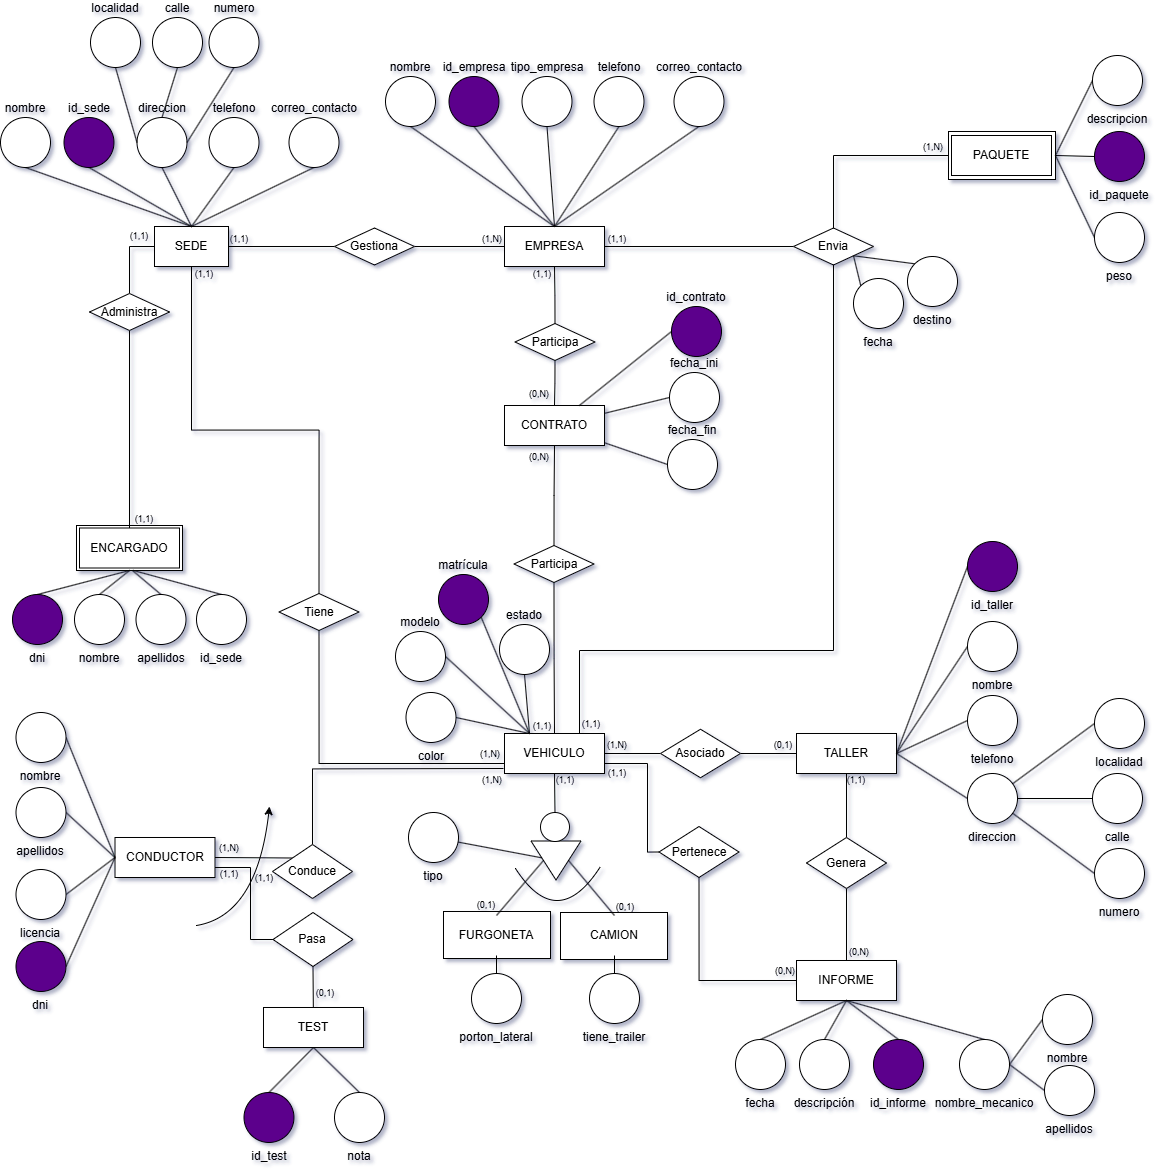 localidad
calle
numero
nombre
id_sede
direccion
telefono
correo_contacto
nombre
id_empresa
tipo_empresa
telefono
correo_contacto
descripcion
id_paquete
peso
(1,N)
PAQUETE
(1,1)
SEDE
(1,1)
Gestiona
(1,N)
EMPRESA
(1,1)
Envia
(1,1)
(1,1)
fecha
destino
Administra
Participa
id_contrato
fecha_ini
fecha_fin
(0,N)
CONTRATO
(0,N)
(1,1)
ENCARGADO
dni
nombre
apellidos
id_sede
Tiene
Participa
matrícula
modelo
estado
color
(1,1)
(1,1)
(1,N)
VEHICULO
(1,N)
Asociado
(0,1)
TALLER
(1,N)
(1,1)
(1,1)
(1,1)
id_taller
nombre
telefono
direccion
localidad
calle
numero
nombre
apellidos
licencia
dni
CONDUCTOR
(1,N)
(1,1)
(1,1)
Conduce
Pasa
(0,1)
TEST
id_test
nota
tipo
(0,1)
(0,1)
FURGONETA
CAMION
porton_lateral
tiene_trailer
Pertenece
Genera
(0,N)
(0,N)
INFORME
fecha
descripción
id_informe
nombre_mecanico
nombre
apellidos